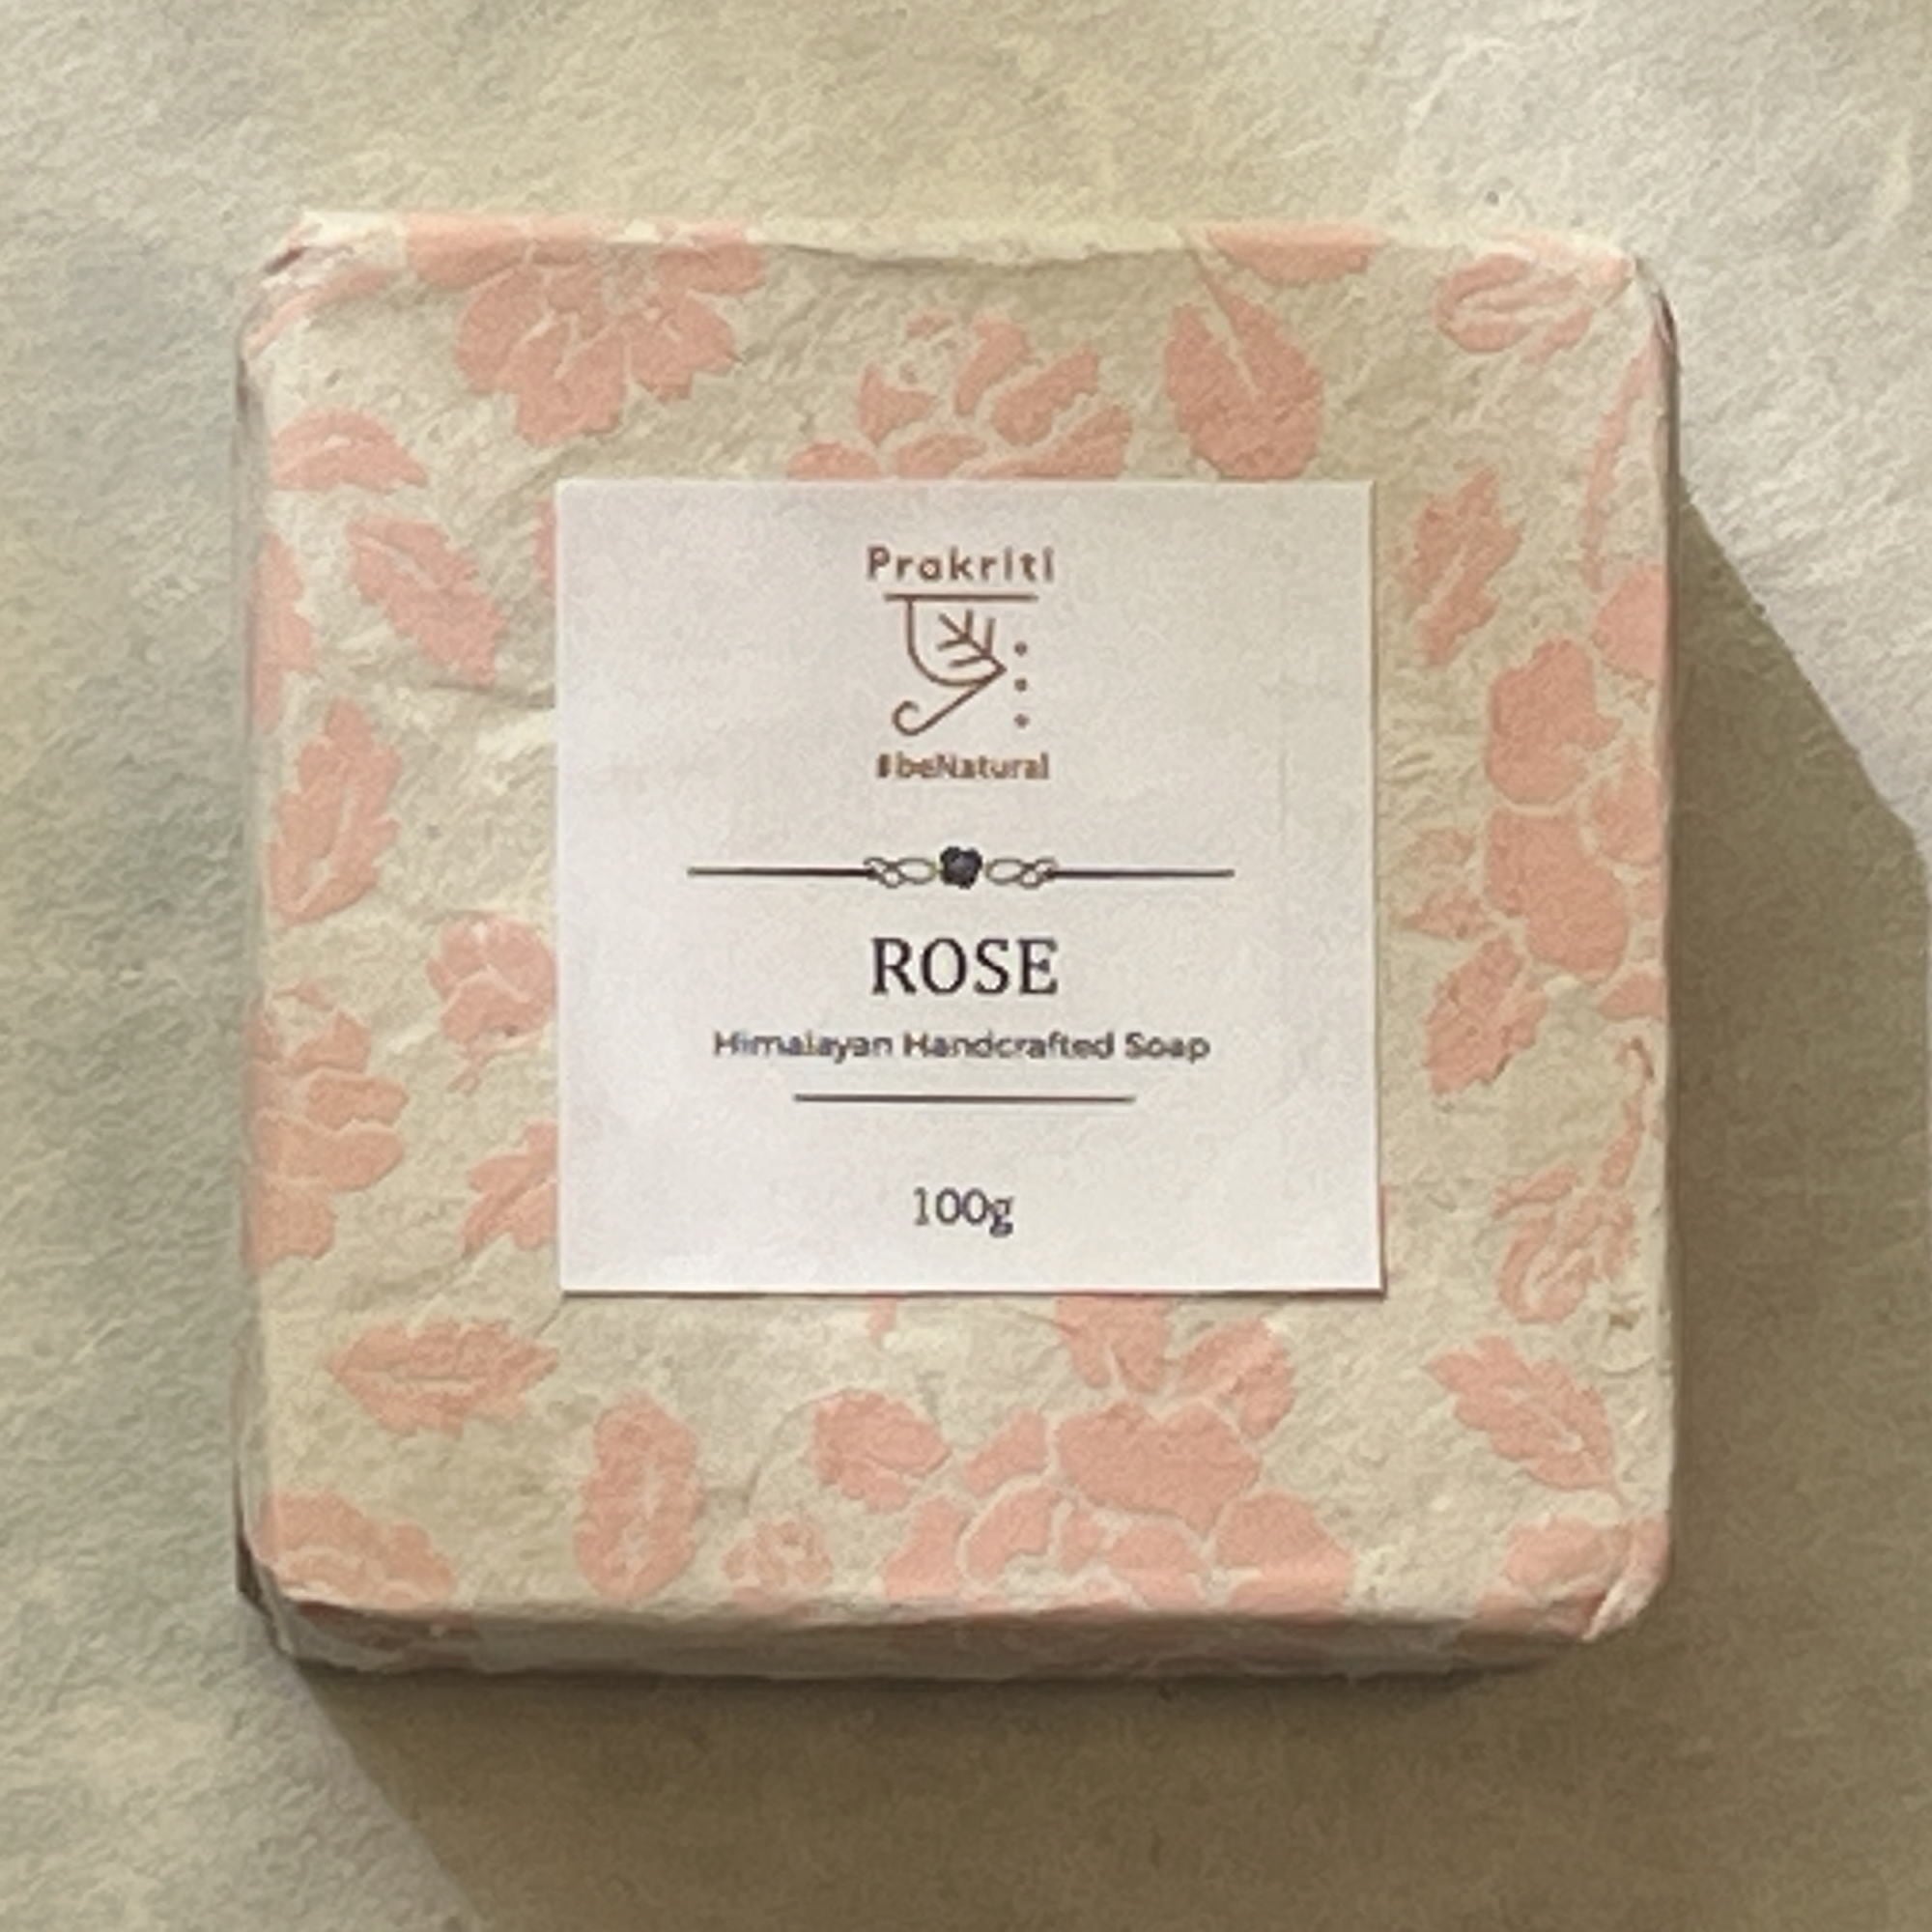 Prakriti
#beNatural
ROSE
Himalayan Handcrafted Soap
100g